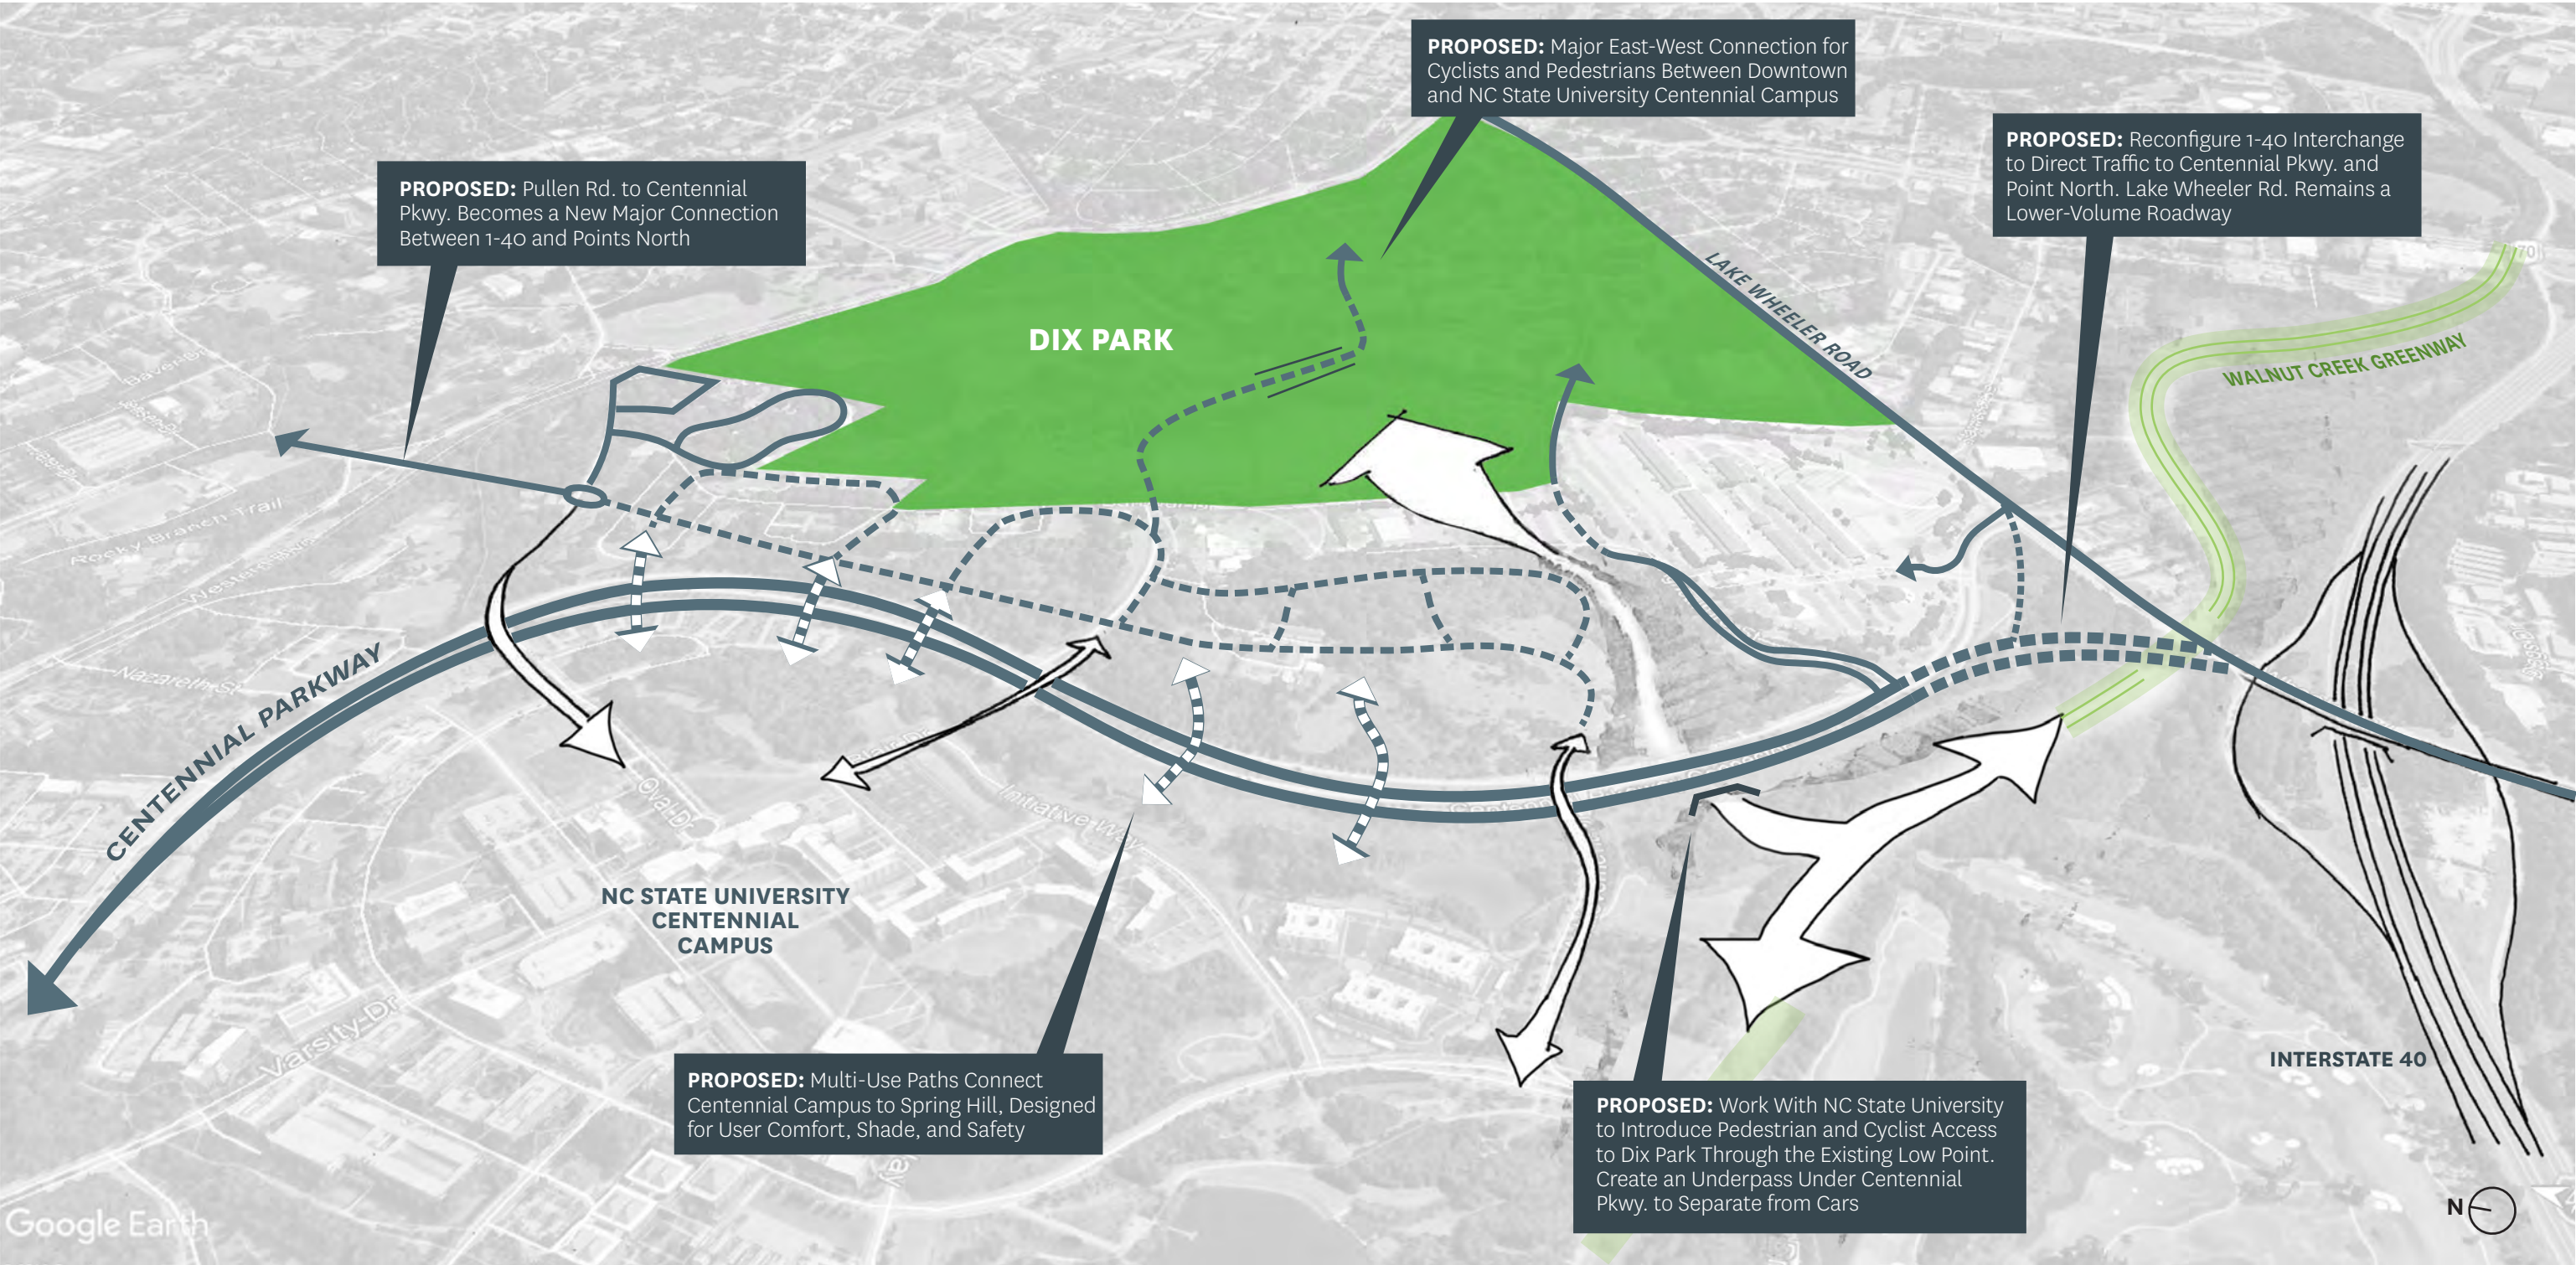 PROPOSED: Major East-West Connection for
Cyclists and Pedestrians Between Downtown
and NC State University Centennial Campus
PROPOSED: Reconfigure 1-40 Interchange
to Direct Traffic to Centennial Pkwy. and
Point North. Lake Wheeler Rd. Remains a
Lower-Volume Roadway
PROPOSED: Pullen Rd. to Centennial
Pkwy. Becomes a New Major Connection
Between 1-40 and Points North
70
LAKE WHEELER ROAD
DIX PARK
WALNUT CREEK GREENWAY
Rocky Branch Trail
Nazareth St
CENTENNIAL PARKWAY
Oval Dr
Initiative Way
NC STATE UNIVERSITY
CENTENNIAL
CAMPUS
Varsity Dr
INTERSTATE 40
PROPOSED: Multi-Use Paths Connect
Centennial Campus to Spring Hill, Designed
for User Comfort, Shade, and Safety
PROPOSED: Work With NC State University
to Introduce Pedestrian and Cyclist Access
to Dix Park Through the Existing Low Point.
Create an Underpass Under Centennial
Pkwy. to Separate from Cars
Google Earth
N